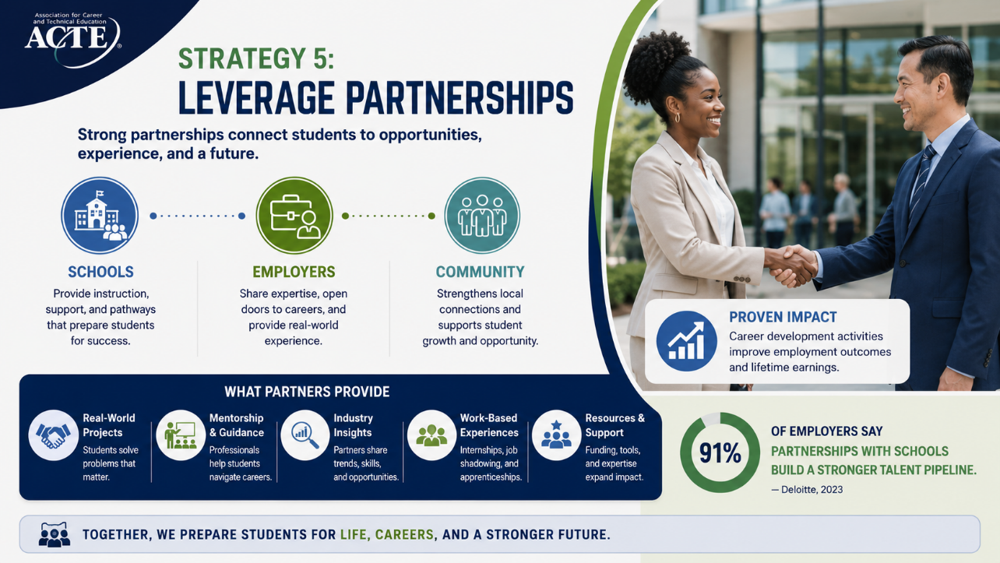 Association for Career
and Technical Education
ACTE®
STRATEGY 5:
LEVERAGE PARTNERSHIPS
Strong partnerships connect students to opportunities,
experience, and a future.
SCHOOLS
Provide instruction,
support, and pathways
that prepare students
for success.
EMPLOYERS
Share expertise, open
doors to careers, and
provide real-world
experience.
COMMUNITY
Strengthens local
connections and
supports student
growth and opportunity.
PROVEN IMPACT
Career development activities
improve employment outcomes
and lifetime earnings.
WHAT PARTNERS PROVIDE
Real-World
Projects
Students solve
problems that
matter.
Mentorship
& Guidance
Professionals
help students
navigate careers.
Industry
Insights
Partners share
trends, skills,
and opportunities.
Work-Based
Experiences
Internships, job
shadowing, and
apprenticeships.
Resources &
Support
Funding, tools,
and expertise
expand impact.
91%
OF EMPLOYERS SAY
PARTNERSHIPS WITH SCHOOLS
BUILD A STRONGER TALENT PIPELINE.
— Deloitte, 2023
TOGETHER, WE PREPARE STUDENTS FOR LIFE, CAREERS, AND A STRONGER FUTURE.